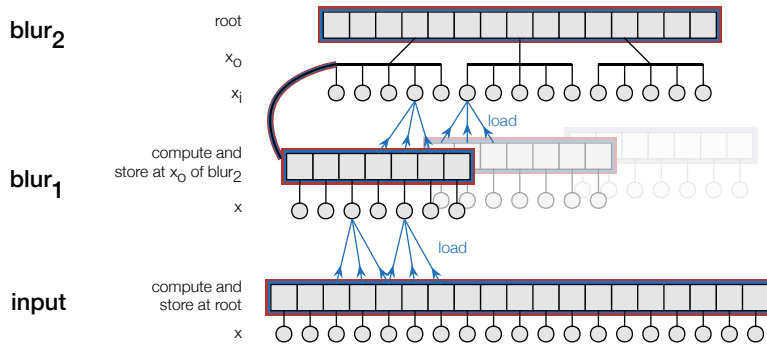 blur2
root
xo
xi
load
blur1
compute and
store at xo of blur2
x
load
input
compute and
store at root
x